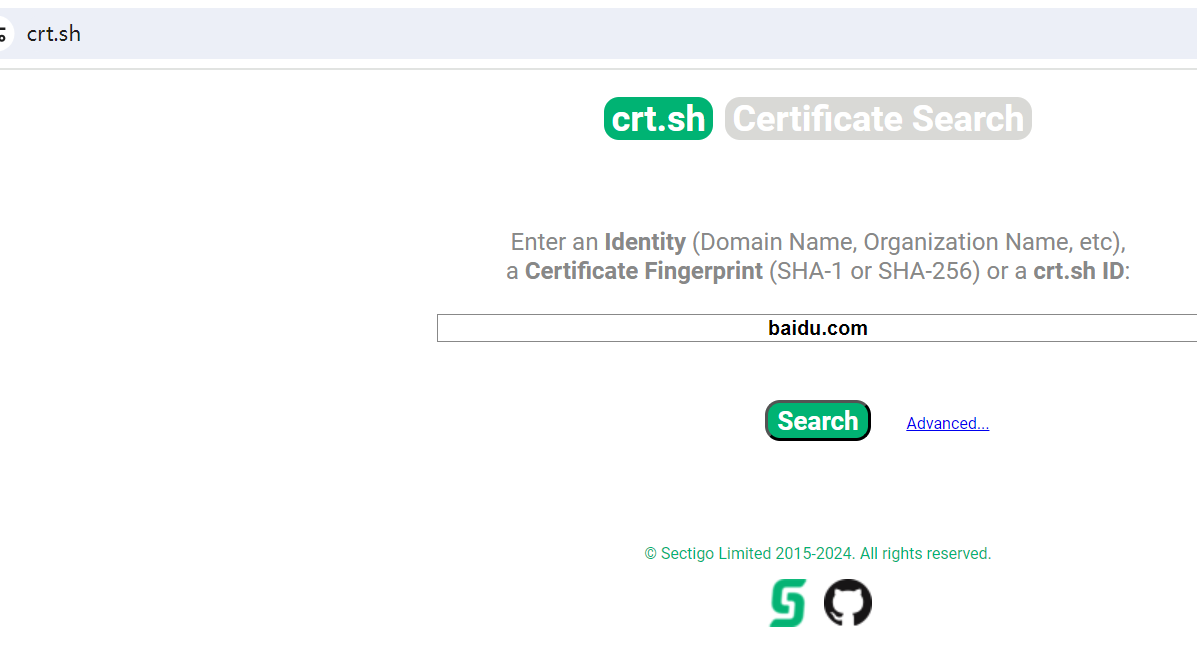 crt.sh
crt.sh Certificate Search
Enter an Identity (Domain Name, Organization Name, etc),
a Certificate Fingerprint (SHA-1 or SHA-256) or a crt.sh ID:
baidu.com
Search Advanced...
© Sectigo Limited 2015-2024. All rights reserved.